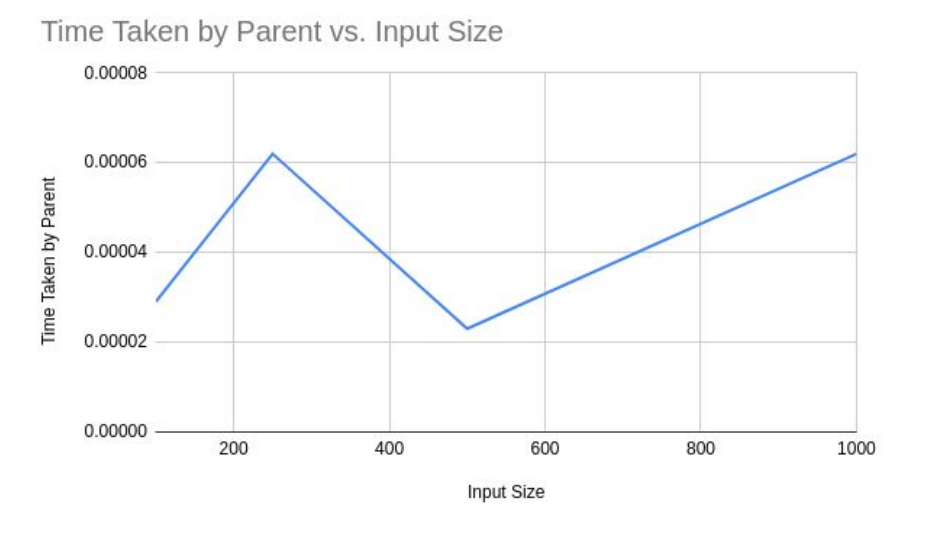 Time Taken by Parent vs. Input Size
0.00008
0.00006
0.00004
0.00002
0.00000
Time Taken by Parent
200 400 600 800 1000
Input Size